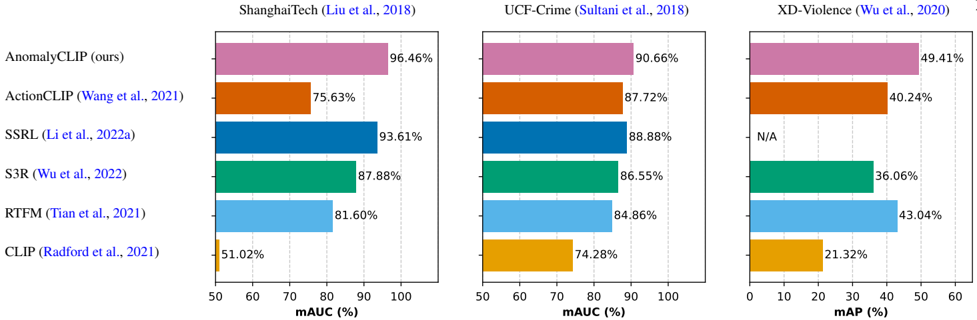 ShanghaiTech (Liu et al., 2018)
UCF-Crime (Sultani et al., 2018)
XD-Violence (Wu et al., 2020)
AnomalyCLIP (ours)
96.46%
90.66%
49.41%
ActionCLIP (Wang et al., 2021)
75.63%
87.72%
40.24%
SSRL (Li et al., 2022a)
93.61%
88.88%
N/A
S3R (Wu et al., 2022)
87.88%
86.55%
36.06%
RTFM (Tian et al., 2021)
81.60%
84.86%
43.04%
CLIP (Radford et al., 2021)
51.02%
74.28%
21.32%
50 60 70 80 90 100
50 60 70 80 90 100
0 10 20 30 40 50 60
mAUC (%)
mAUC (%)
mAP (%)